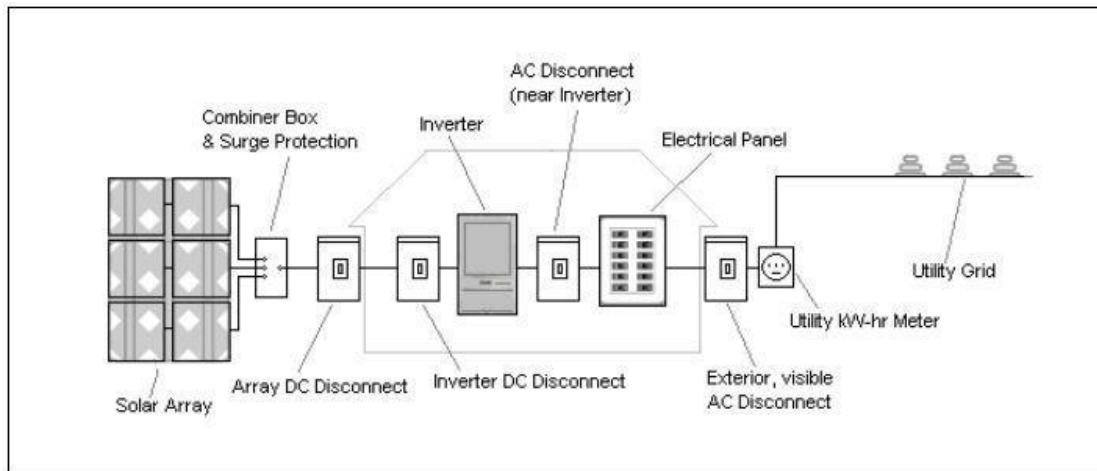 AC Disconnect
(near Inverter)
Combiner Box
& Surge Protection
Inverter
Electrical Panel
Utility Grid
Utility kW-hr Meter
Array DC Disconnect
Inverter DC Disconnect
Exterior, visible
AC Disconnect
Solar Array